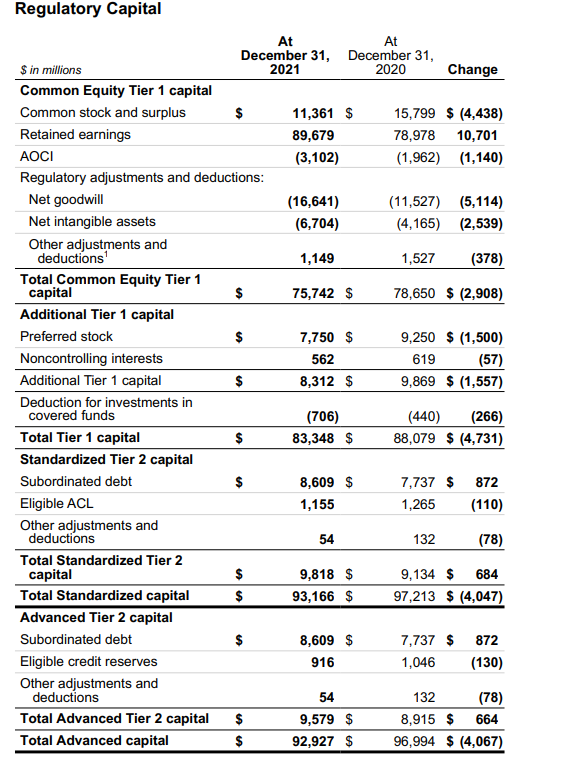 Regulatory Capital
$ in millions At December 31, 2021 At December 31, 2020 Change
Common Equity Tier 1 capital
Common stock and surplus $ 11,361 $ 15,799 $ (4,438)
Retained earnings 89,679 78,978 10,701
AOCI (3,102) (1,962) (1,140)
Regulatory adjustments and deductions:
Net goodwill (16,641) (11,527) (5,114)
Net intangible assets (6,704) (4,165) (2,539)
Other adjustments and
deductions¹ 1,149 1,527 (378)
Total Common Equity Tier 1
capital $ 75,742 $ 78,650 $ (2,908)
Additional Tier 1 capital
Preferred stock $ 7,750 $ 9,250 $ (1,500)
Noncontrolling interests 562 619 (57)
Additional Tier 1 capital $ 8,312 $ 9,869 $ (1,557)
Deduction for investments in
covered funds (706) (440) (266)
Total Tier 1 capital $ 83,348 $ 88,079 $ (4,731)
Standardized Tier 2 capital
Subordinated debt $ 8,609 $ 7,737 $ 872
Eligible ACL 1,155 1,265 (110)
Other adjustments and
deductions 54 132 (78)
Total Standardized Tier 2
capital $ 9,818 $ 9,134 $ 684
Total Standardized capital $ 93,166 $ 97,213 $ (4,047)
Advanced Tier 2 capital
Subordinated debt $ 8,609 $ 7,737 $ 872
Eligible credit reserves 916 1,046 (130)
Other adjustments and
deductions 54 132 (78)
Total Advanced Tier 2 capital $ 9,579 $ 8,915 $ 664
Total Advanced capital $ 92,927 $ 96,994 $ (4,067)